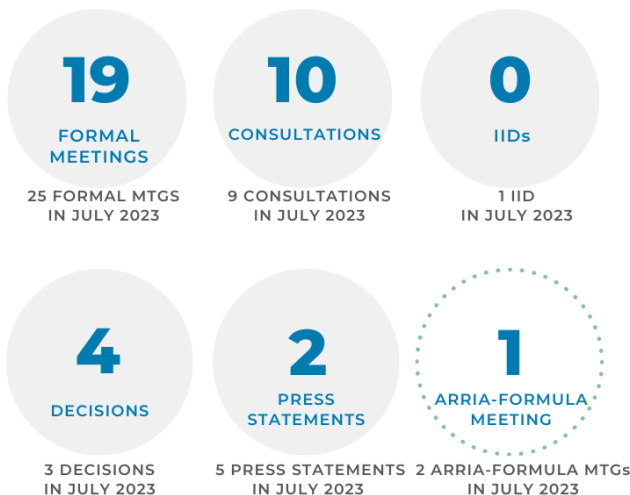 19
FORMAL
MEETINGS
25 FORMAL MTGS
IN JULY 2023
10
CONSULTATIONS
9 CONSULTATIONS
IN JULY 2023
0
IIDs
1 IID
IN JULY 2023
4
DECISIONS
3 DECISIONS
IN JULY 2023
2
PRESS
STATEMENTS
5 PRESS STATEMENTS
IN JULY 2023
1
ARRIA-FORMULA
MEETING
2 ARRIA-FORMULA MTGs
IN JULY 2023